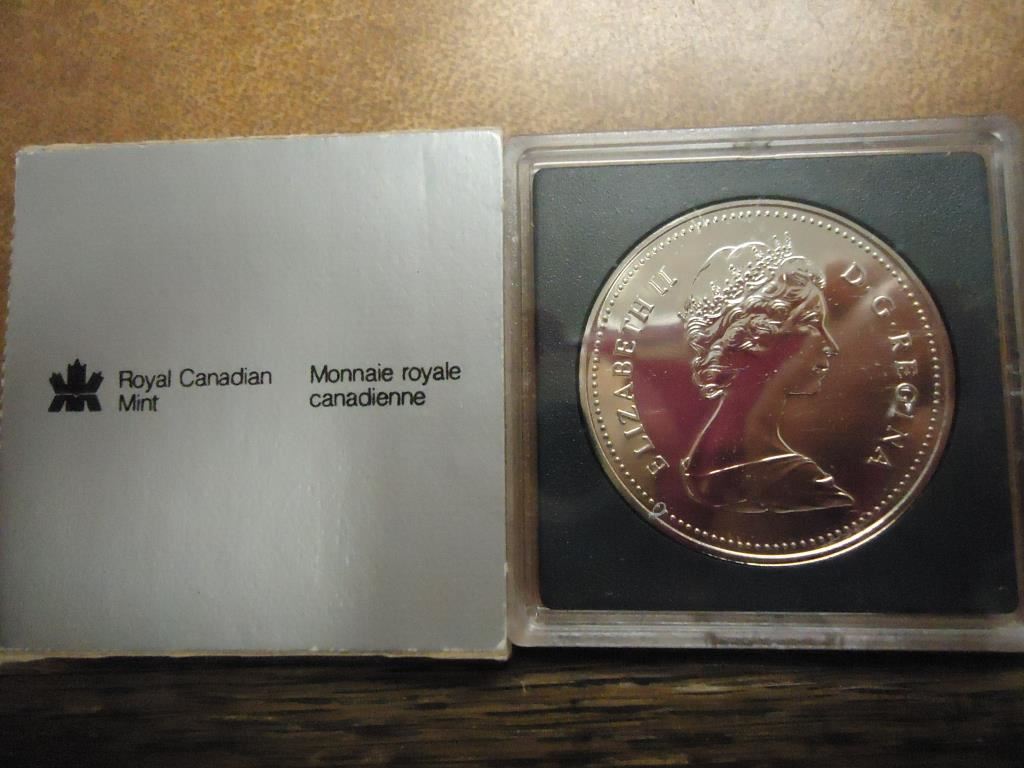 Royal Canadian
Mint
Monnaie royale
canadienne
ELIZABETH II
D·G·REGINA